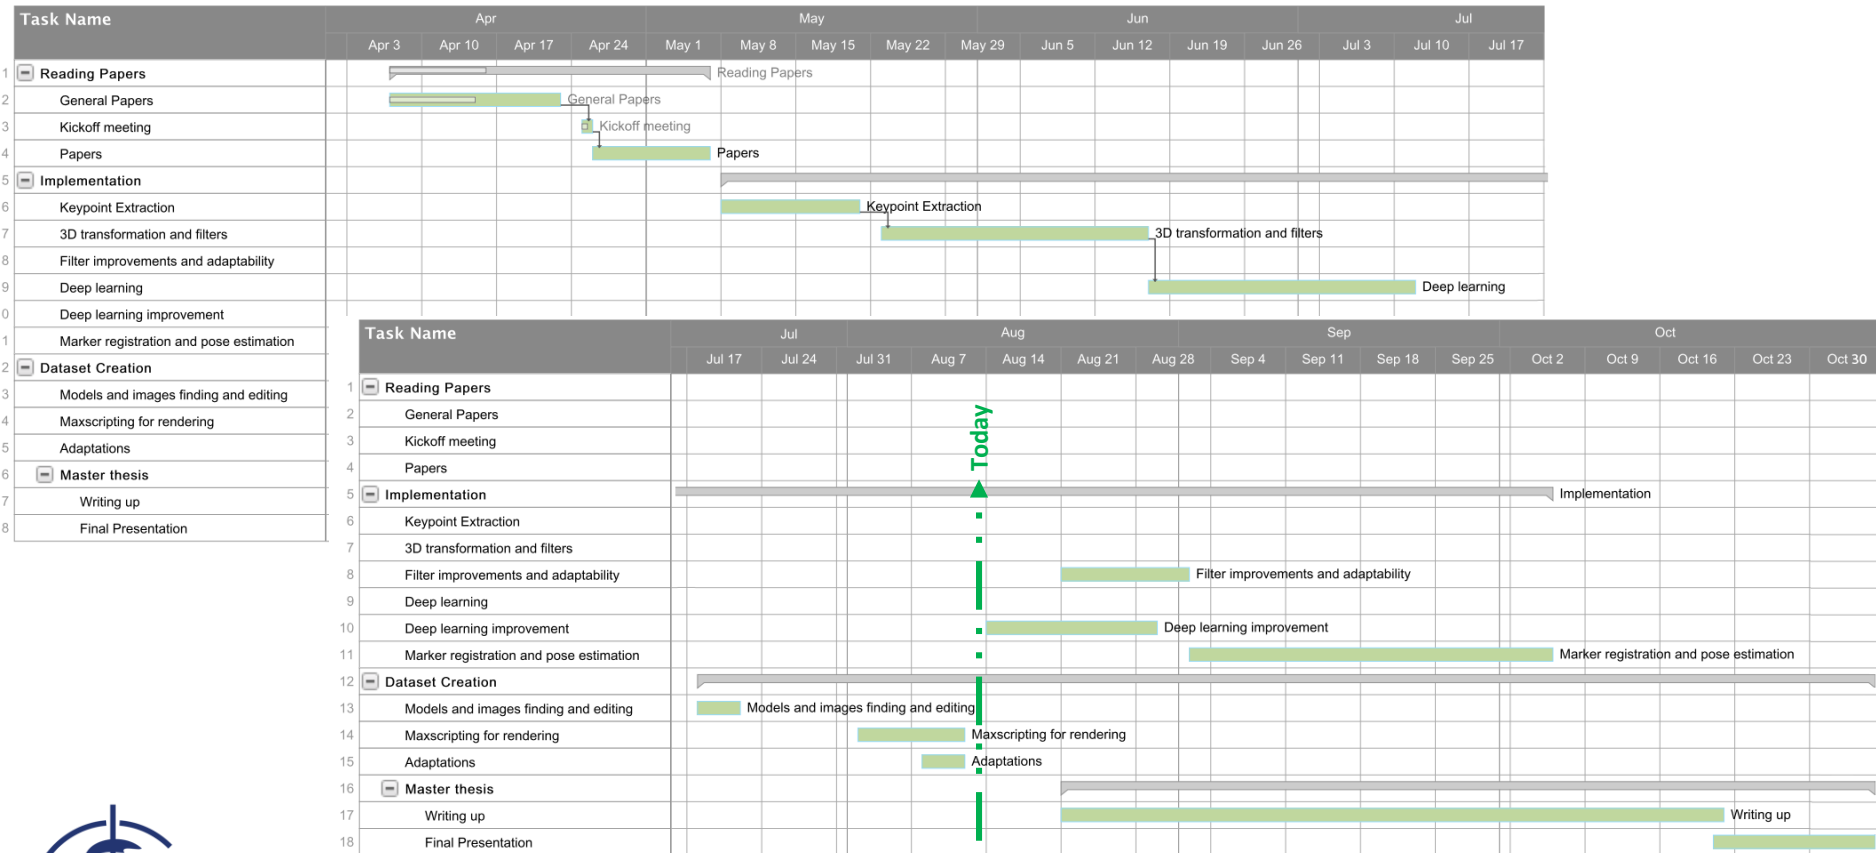 Task Name
Apr May Jun Jul
Apr 3 Apr 10 Apr 17 Apr 24 May 1 May 8 May 15 May 22 May 29 Jun 5 Jun 12 Jun 19 Jun 26 Jul 3 Jul 10 Jul 17
1 Reading Papers Reading Papers
2 General Papers General Papers
3 Kickoff meeting Kickoff meeting
4 Papers Papers
5 Implementation
6 Keypoint Extraction Keypoint Extraction
7 3D transformation and filters 3D transformation and filters
8 Filter improvements and adaptability
9 Deep learning Deep learning
0 Deep learning improvement
1 Marker registration and pose estimation
2 Dataset Creation
3 Models and images finding and editing
4 Maxscripting for rendering
5 Adaptations
6 Master thesis
7 Writing up
8 Final Presentation
Task Name
Jul Aug Sep Oct
Jul 17 Jul 24 Jul 31 Aug 7 Aug 14 Aug 21 Aug 28 Sep 4 Sep 11 Sep 18 Sep 25 Oct 2 Oct 9 Oct 16 Oct 23 Oct 30
1 Reading Papers
2 General Papers
3 Kickoff meeting
Today
4 Papers
5 Implementation Implementation
6 Keypoint Extraction
7 3D transformation and filters
8 Filter improvements and adaptability Filter improvements and adaptability
9 Deep learning
10 Deep learning improvement Deep learning improvement
11 Marker registration and pose estimation Marker registration and pose estimation
12 Dataset Creation
13 Models and images finding and editing Models and images finding and editing
14 Maxscripting for rendering Maxscripting for rendering
15 Adaptations Adaptations
16 Master thesis
17 Writing up Writing up
18 Final Presentation